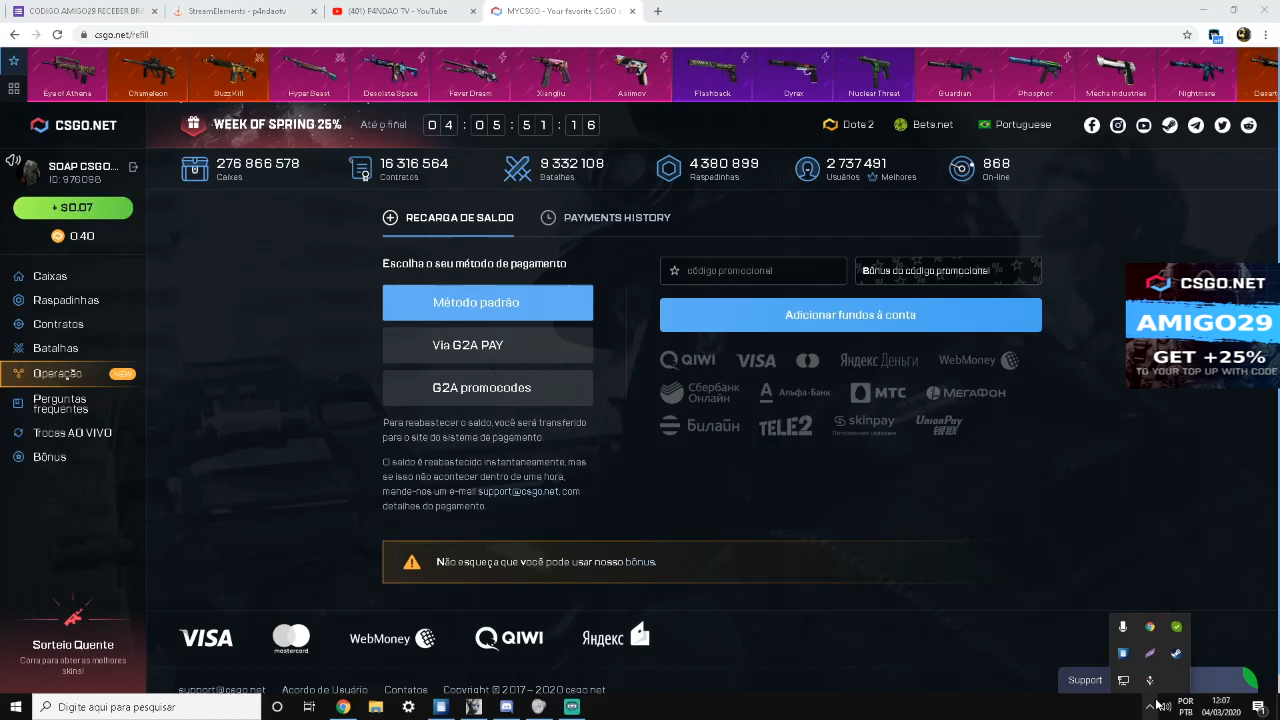 CODIGO AMIGO29 RECEBER BR
StreamElements - p4ndaotv
(401) P4NDAO TV - YouTube
MYCSGO - Your favorite CS:GO c
csgo.net/refill
Eye of Athena
Chameleon
Buzz Kill
Hyper Beast
Desolate Space
Fever Dream
Xiangliu
Asiimov
Flashback
Cyrex
Nuclear Threat
Guardian
Phosphor
Mecha Industries
Nightmare
Desert
CSGO.NET
WEEK OF SPRING 25%
Até o final
04:05:51:16
Dota 2
Bets.net
Portuguese
SOAP CSGO....
ID: 976098
+ $0.07
0.40
276 866 578
Caixas
16 316 564
Contratos
9 332 108
Batalhas
4 380 899
Raspadinhas
2 737 491
Usuários
Melhores
868
On-line
Caixas
Raspadinhas
Contratos
Batalhas
Operação
NEW
Perguntas
frequentes
Trocas AO VIVO
Bônus
RECARGA DE SALDO
PAYMENTS HISTORY
Escolha o seu método de pagamento
Método padrão
Via G2A PAY
G2A promocodes
Para reabastecer o saldo, você será transferido
para o site do sistema de pagamento.
O saldo é reabastecido instantaneamente, mas
se isso não acontecer dentro de uma hora,
mande-nos um e-mail support@csgo.net, com
detalhes do pagamento.
código promocional
Bônus do código promocional
Adicionar fundos à conta
QIWI
VISA
Яндекс Деньги
WebMoney
Сбербанк
Онлайн
Альфа-Банк
МТС
МЕГАФОН
Билайн
TELE2
skinpay
UnionPay
银联
CSGO.NET
AMIGO29
GET +25%
TO YOUR TOP UP WITH CODE
Não esqueça que você pode usar nosso bônus.
Sorteio Quente
Corra para obter as melhores
skins!
VISA
mastercard
WebMoney
QIWI
Яндекс
support@csgo.net
Acordo de Usuário
Contatos
Copyright © 2017 – 2020 csgo.net
Support
Digite aqui para pesquisar
POR
PTB
12:07
04/03/2020